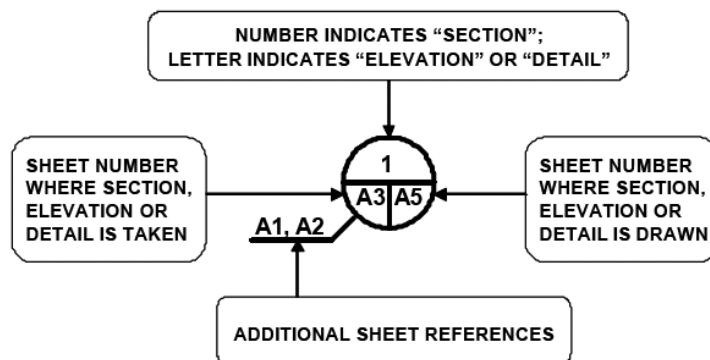 NUMBER INDICATES “SECTION”;
LETTER INDICATES “ELEVATION” OR “DETAIL”
SHEET NUMBER
WHERE SECTION,
ELEVATION OR
DETAIL IS TAKEN
1
A3 A5
A1, A2
SHEET NUMBER
WHERE SECTION,
ELEVATION OR
DETAIL IS DRAWN
ADDITIONAL SHEET REFERENCES